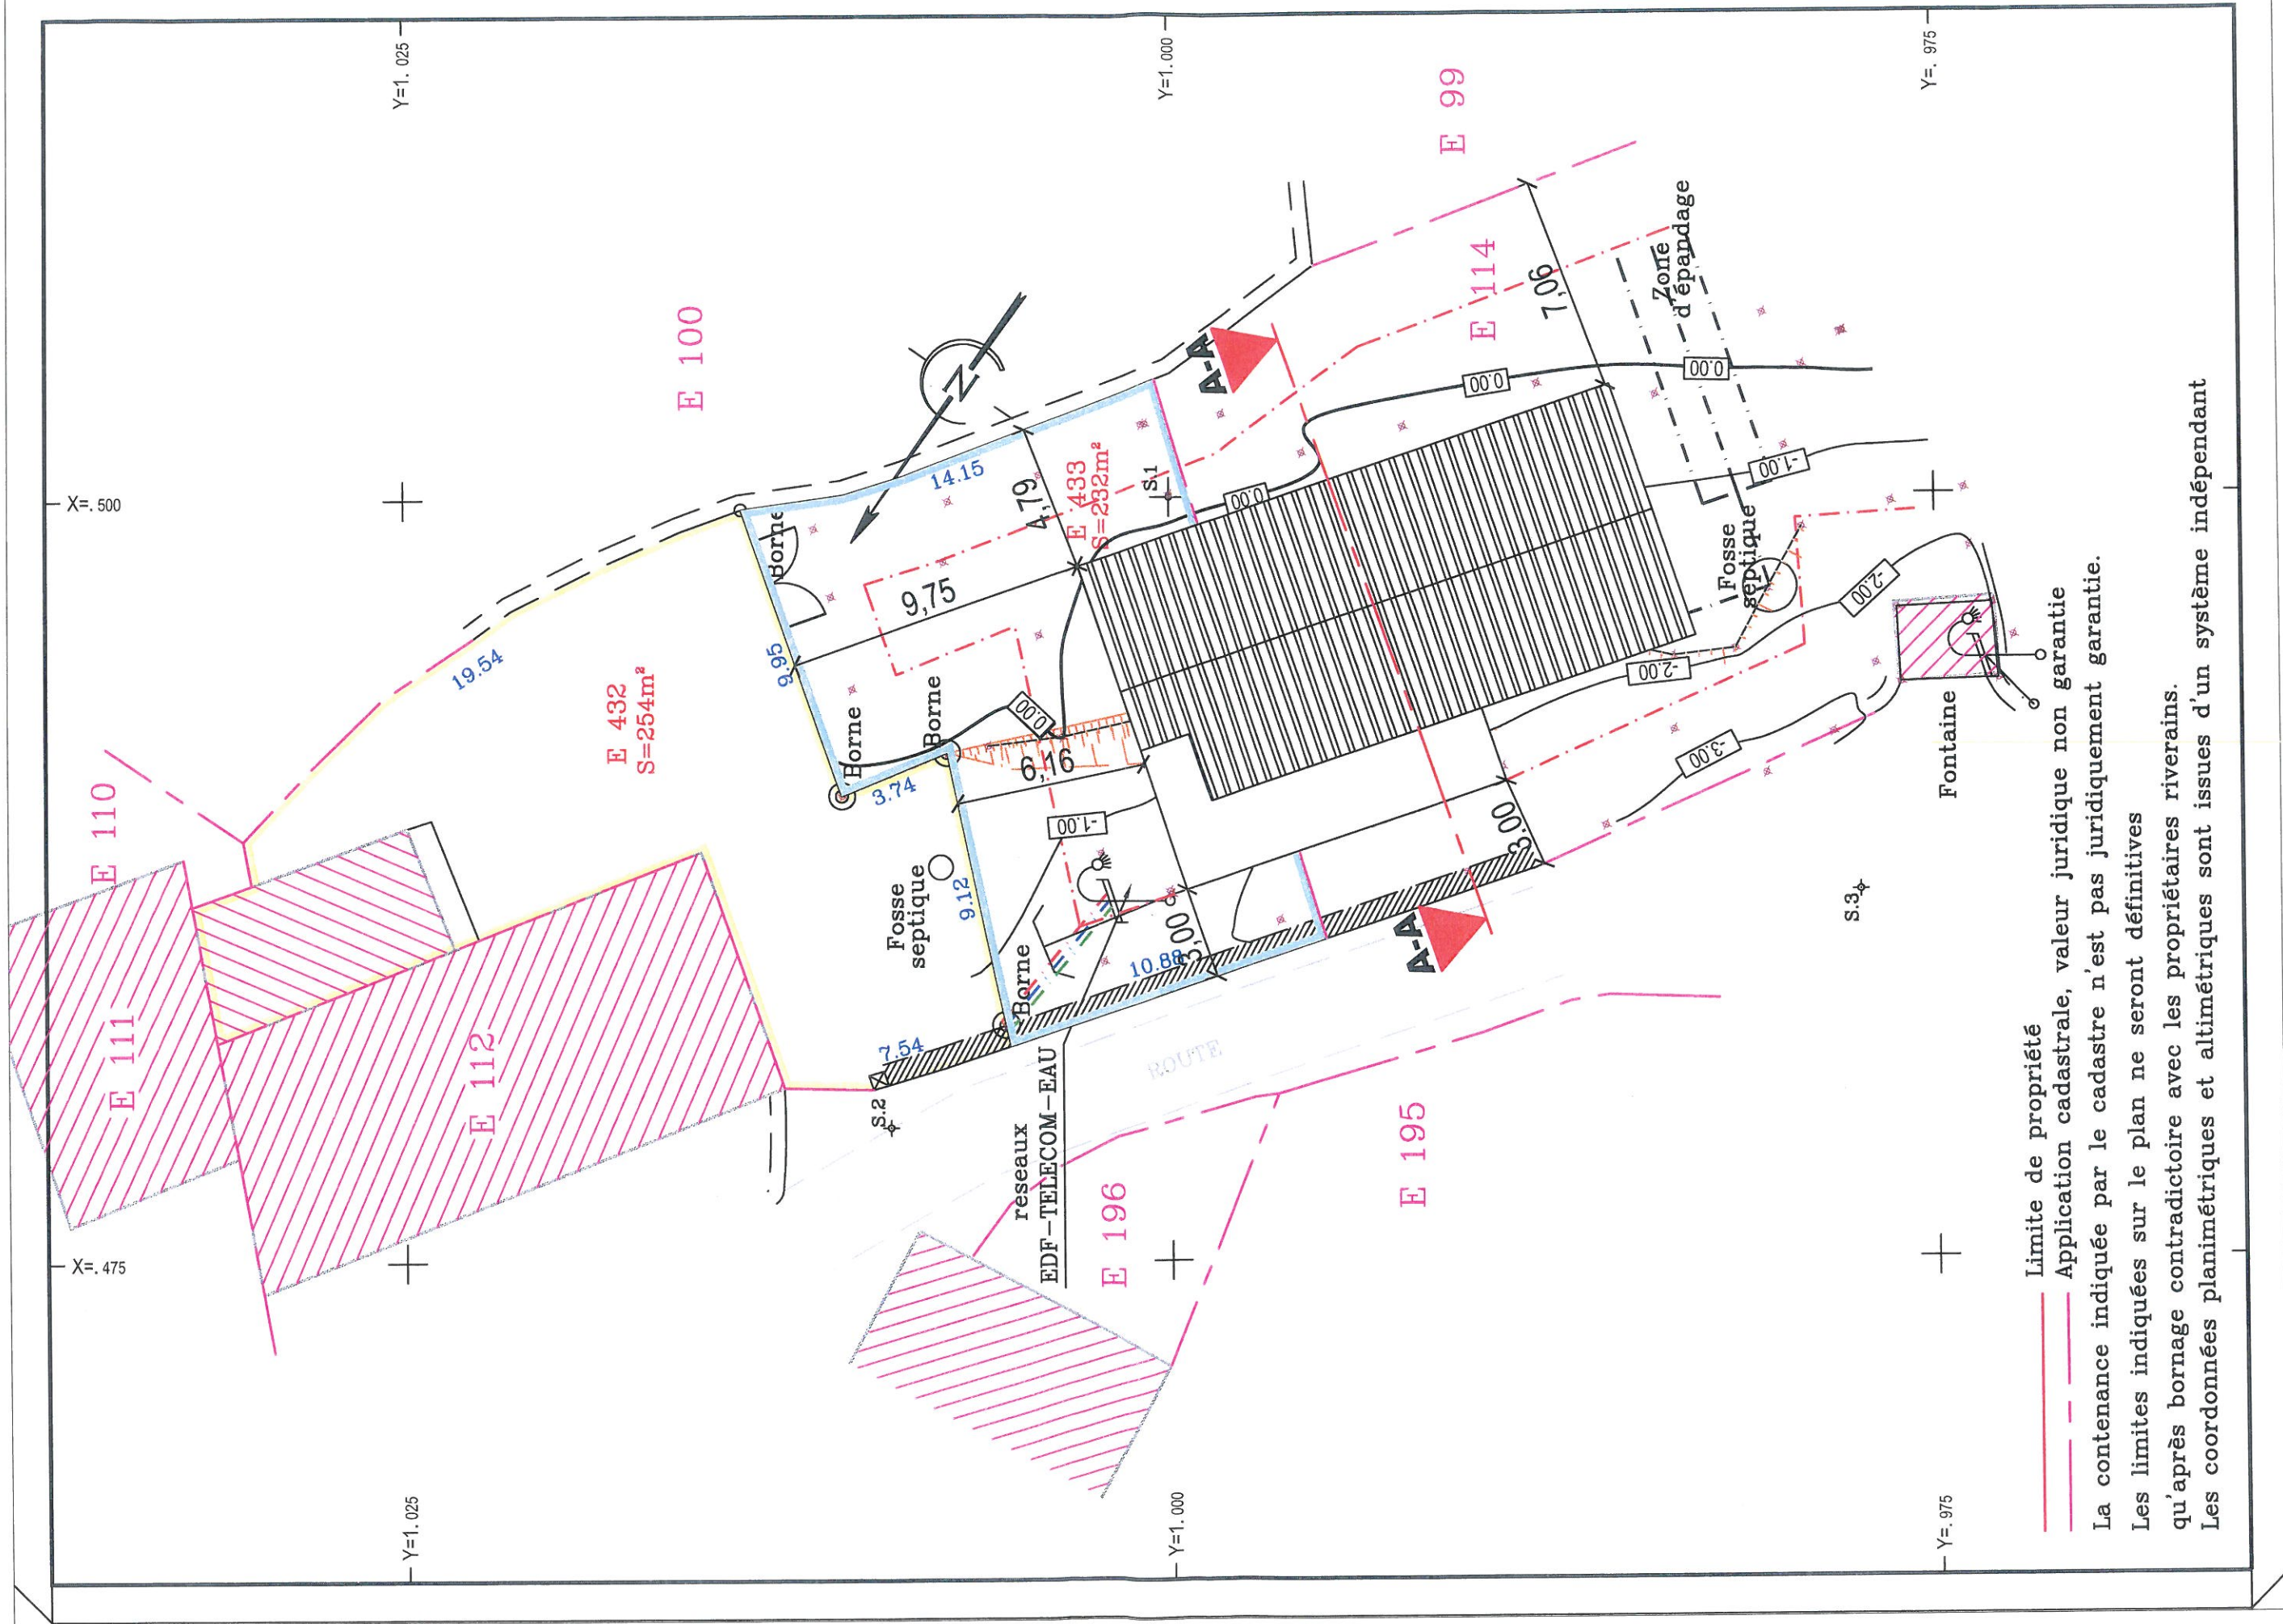 Y=1. 025
Y=1.000
Y=. 975
X=. 500
X=. 475
Y=1. 025
Y=1. 000
Y=. 975
E 110
E 111
E 112
E 100
E 99
E 114
E 195
E 196
E 432
S=254m²
E 433
S=232m²
19.54
9.95
14.15
3.74
9.12
7.54
10.88
9,75
4,79
7,06
6,16
3,00
3,00
Borne
Borne
Borne
Borne
N
A-A
A-A
S.1
S.2
S.3
0.00
0.00
0.00
0.00
-1.00
-1.00
-2.00
-2.00
-3.00
Fosse
septique
Fosse
septique
Zone
d'épandage
Fontaine
ROUTE
reseaux
EDF-TELECOM-EAU
Limite de propriété
Application cadastrale, valeur juridique non garantie
La contenance indiquée par le cadastre n'est pas juridiquement garantie.
Les limites indiquées sur le plan ne seront définitives
qu'après bornage contradictoire avec les propriétaires riverains.
Les coordonnées planimétriques et altimétriques sont issues d'un système indépendant